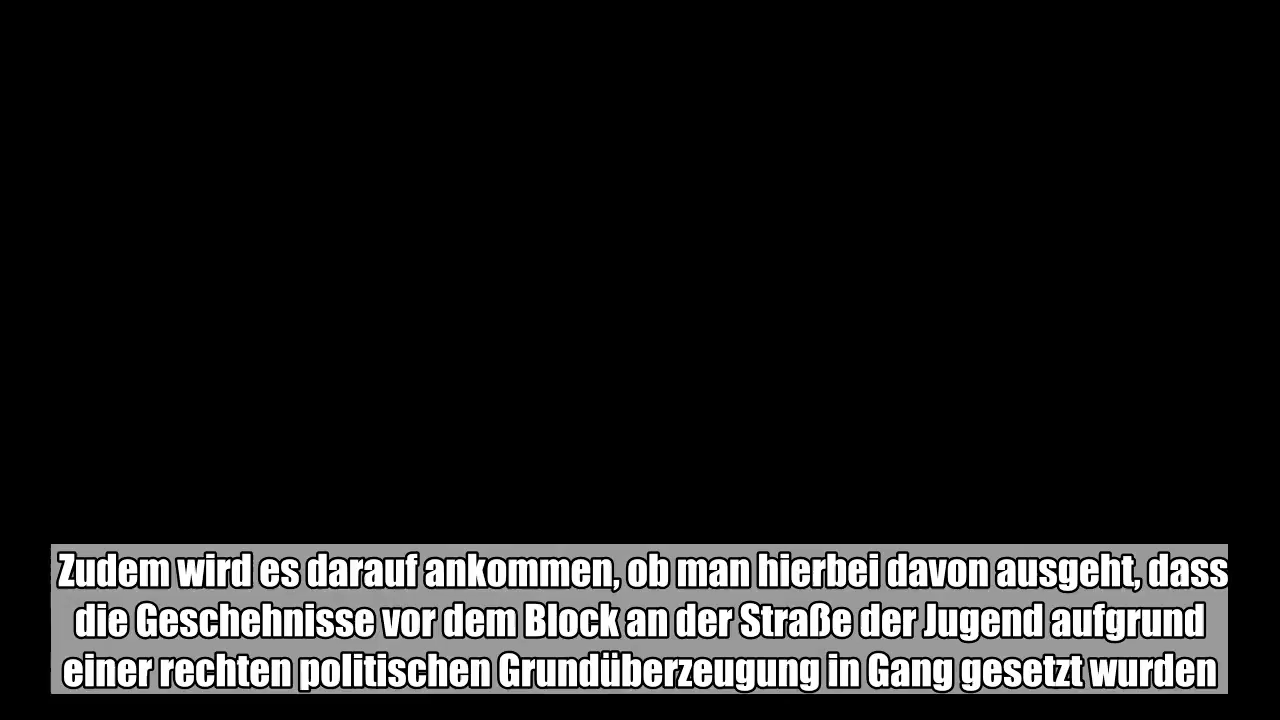 Zudem wird es darauf ankommen, ob man hierbei davon ausgeht, dass
die Geschehnisse vor dem Block an der Straße der Jugend aufgrund
einer rechten politischen Grundüberzeugung in Gang gesetzt wurden